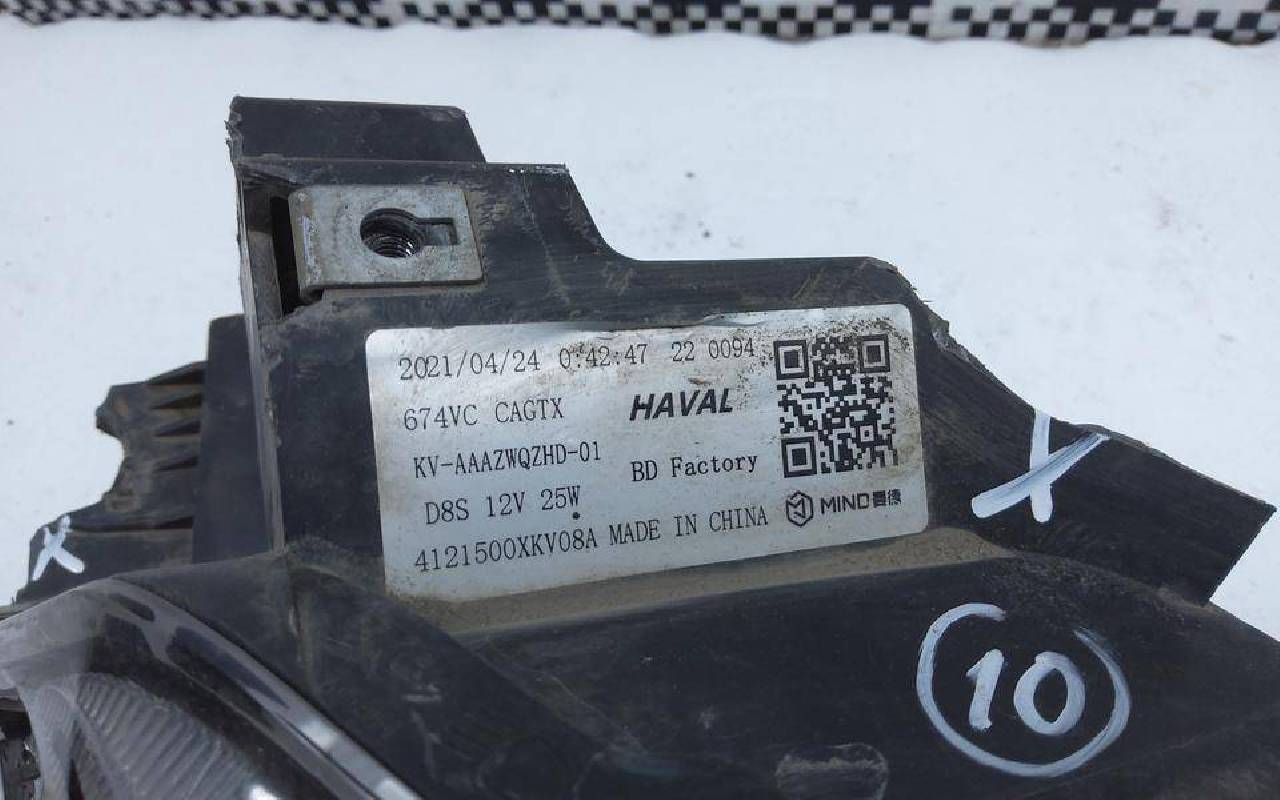 2021/04/24 0:42:47 22 0094
674VC CAGTX
HAVAL
KV-AAAZWQZHD-01
BD Factory
D8S 12V 25W
4121500XKV08A MADE IN CHINA
MIND
X
X
10